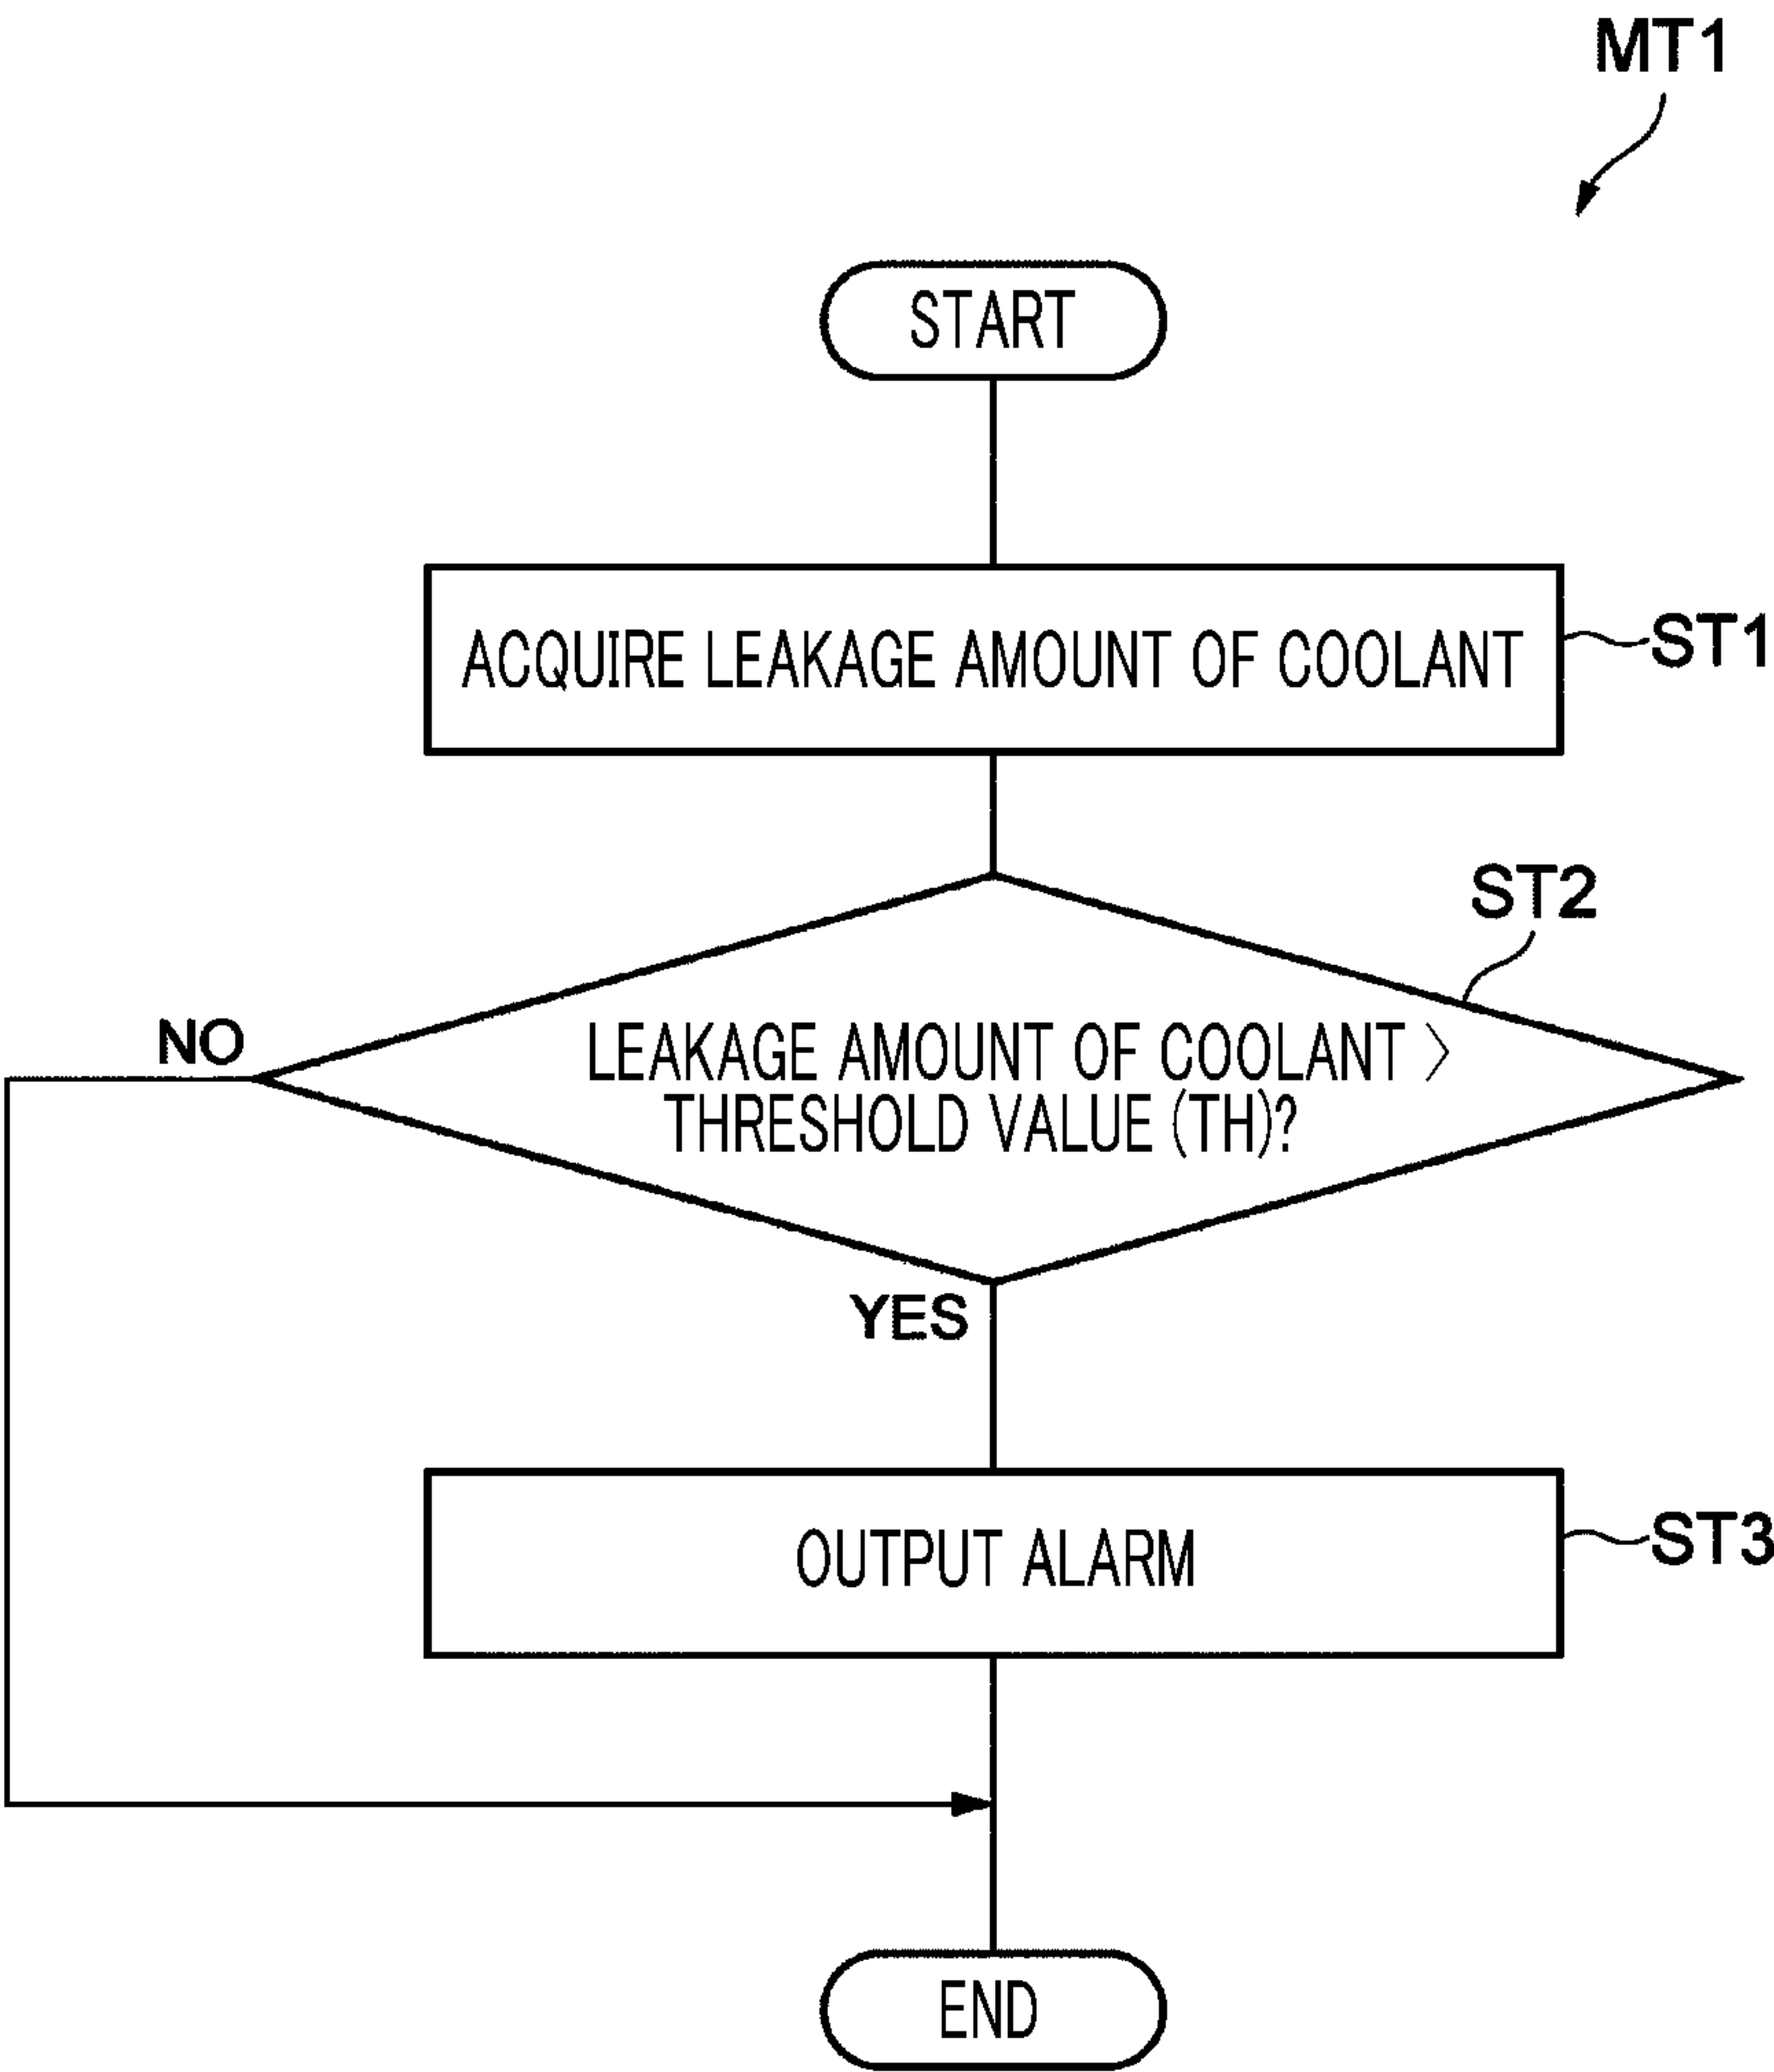 MT1
START
ACQUIRE LEAKAGE AMOUNT OF COOLANT
ST1
ST2
NO
LEAKAGE AMOUNT OF COOLANT >
THRESHOLD VALUE (TH)?
YES
OUTPUT ALARM
ST3
END